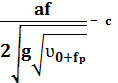 af
2√g√υ₀₊fₚ − c